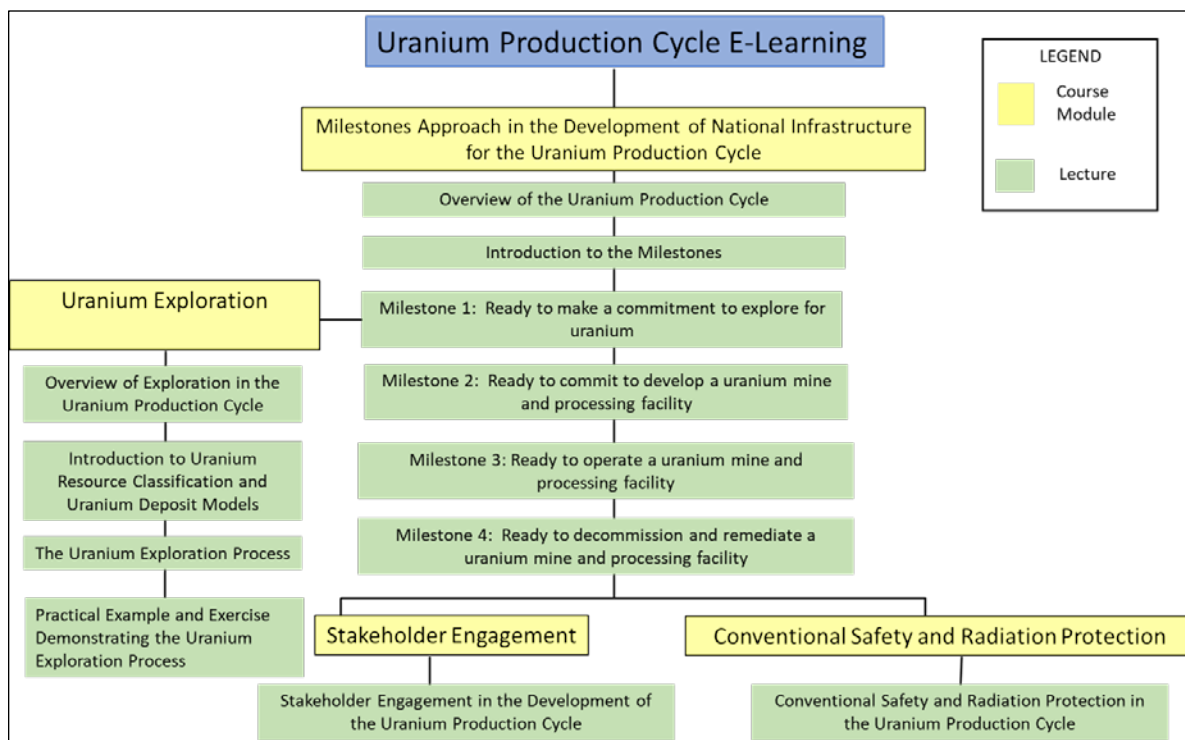 Uranium Production Cycle E-Learning
LEGEND
Course
Module
Lecture
Milestones Approach in the Development of National Infrastructure
for the Uranium Production Cycle
Overview of the Uranium Production Cycle
Introduction to the Milestones
Milestone 1:  Ready to make a commitment to explore for
uranium
Milestone 2:  Ready to commit to develop a uranium mine
and processing facility
Milestone 3: Ready to operate a uranium mine and
processing facility
Milestone 4:  Ready to decommission and remediate a
uranium mine and processing facility
Uranium Exploration
Overview of Exploration in the
Uranium Production Cycle
Introduction to Uranium
Resource Classification and
Uranium Deposit Models
The Uranium Exploration Process
Practical Example and Exercise
Demonstrating the Uranium
Exploration Process
Stakeholder Engagement
Stakeholder Engagement in the Development of
the Uranium Production Cycle
Conventional Safety and Radiation Protection
Conventional Safety and Radiation Protection in
the Uranium Production Cycle